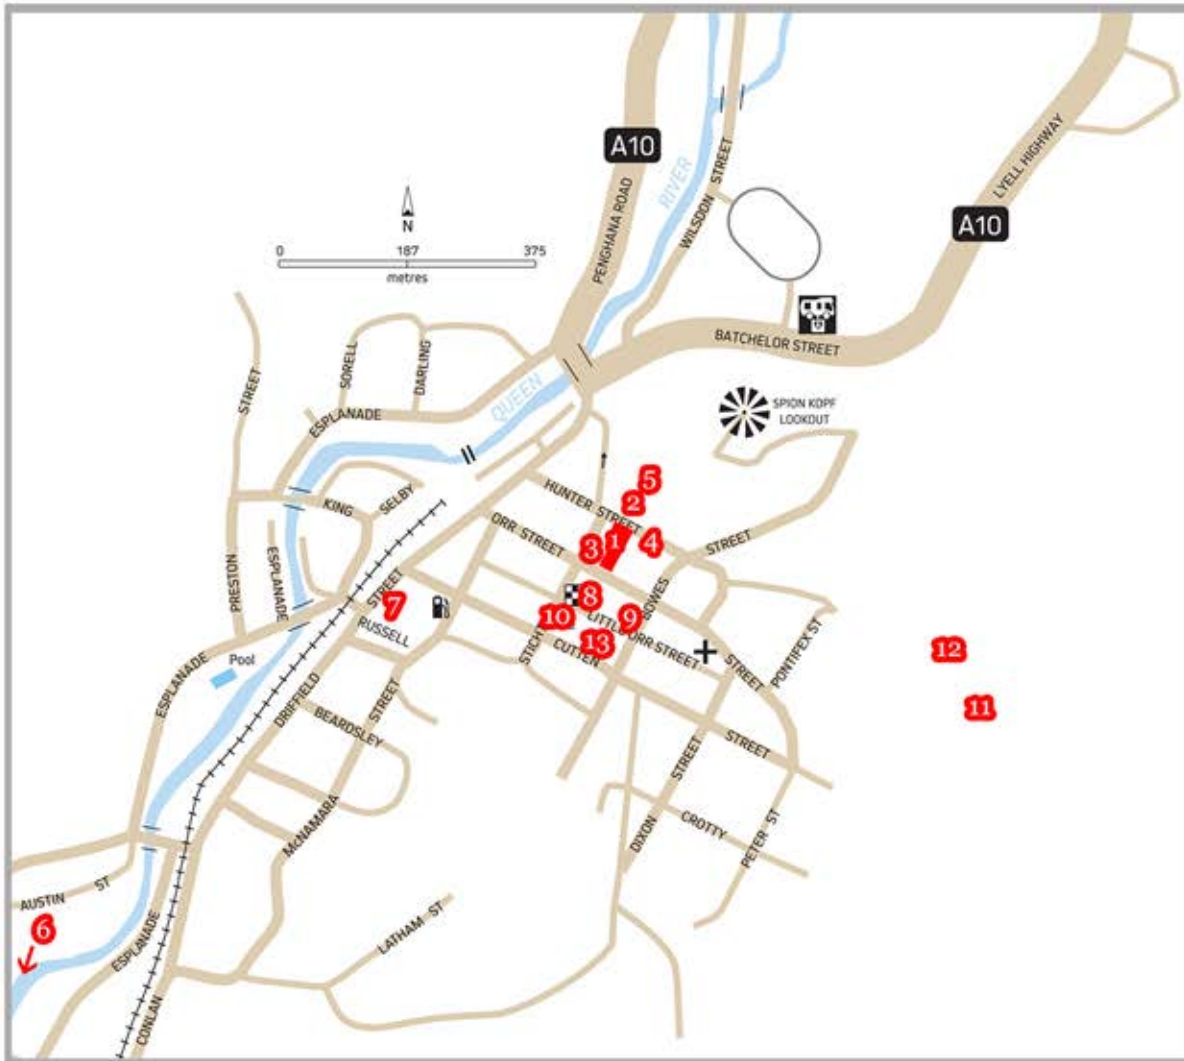 A10
PENGHANA ROAD
RIVER
WILSDON STREET
LYELL HIGHWAY
A10
N
0 187 375
metres
BATCHELOR STREET
SORELL
DARLING
STREET
QUEEN
ESPLANADE
SPION KOPF
LOOKOUT
KING
SELBY
HUNTER STREET
ORR STREET
5
2
1
3
4
STREET
BOWES
PRESTON
ESPLANADE
STREET
7
RUSSELL
8
10
9
13
LITTLE ORR STREET
STICH
CUTTEN
STREET
PONTIFEX ST
12
11
Pool
ESPLANADE
DRIFFIELD
BEARDSLEY
STREET
McNAMARA
STREET
STREET
DIXON
CROTTY
PETER ST
AUSTIN ST
6
ESPLANADE
LATHAM ST
CONLAN